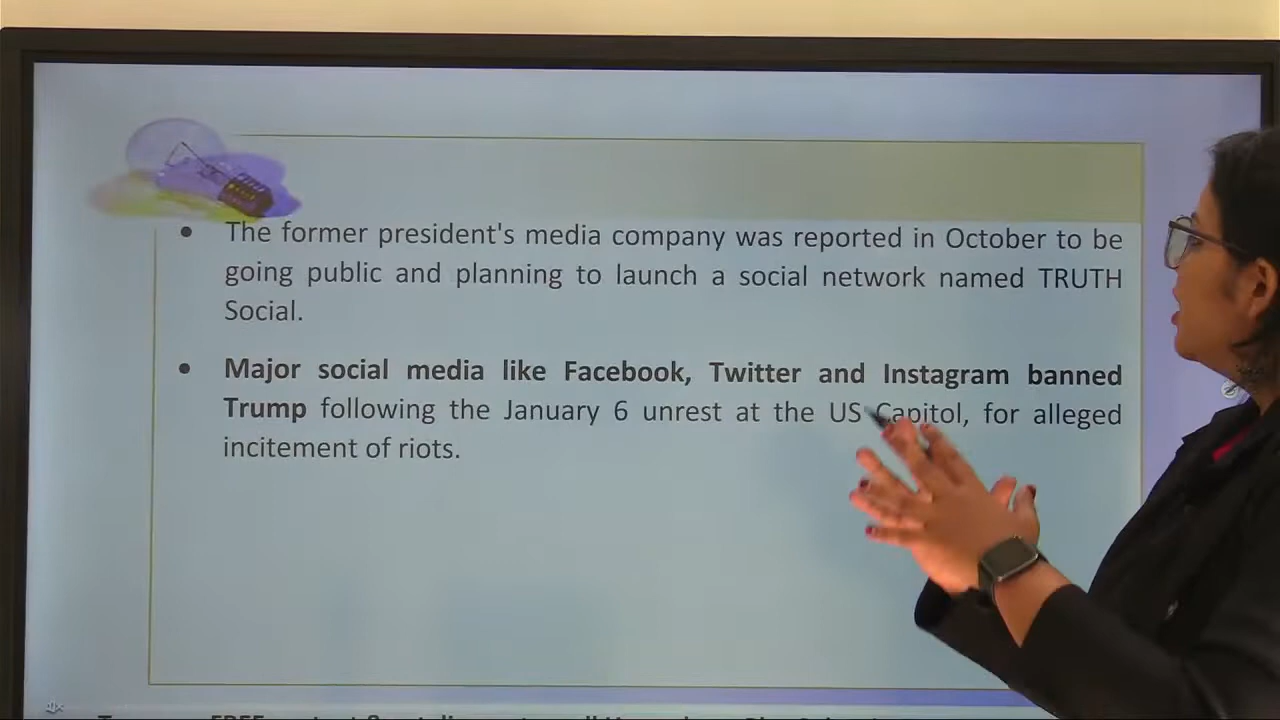 The former president's media company was reported in October to be
going public and planning to launch a social network named TRUTH
Social.
Major social media like Facebook, Twitter and Instagram banned
Trump following the January 6 unrest at the US Capitol, for alleged
incitement of riots.